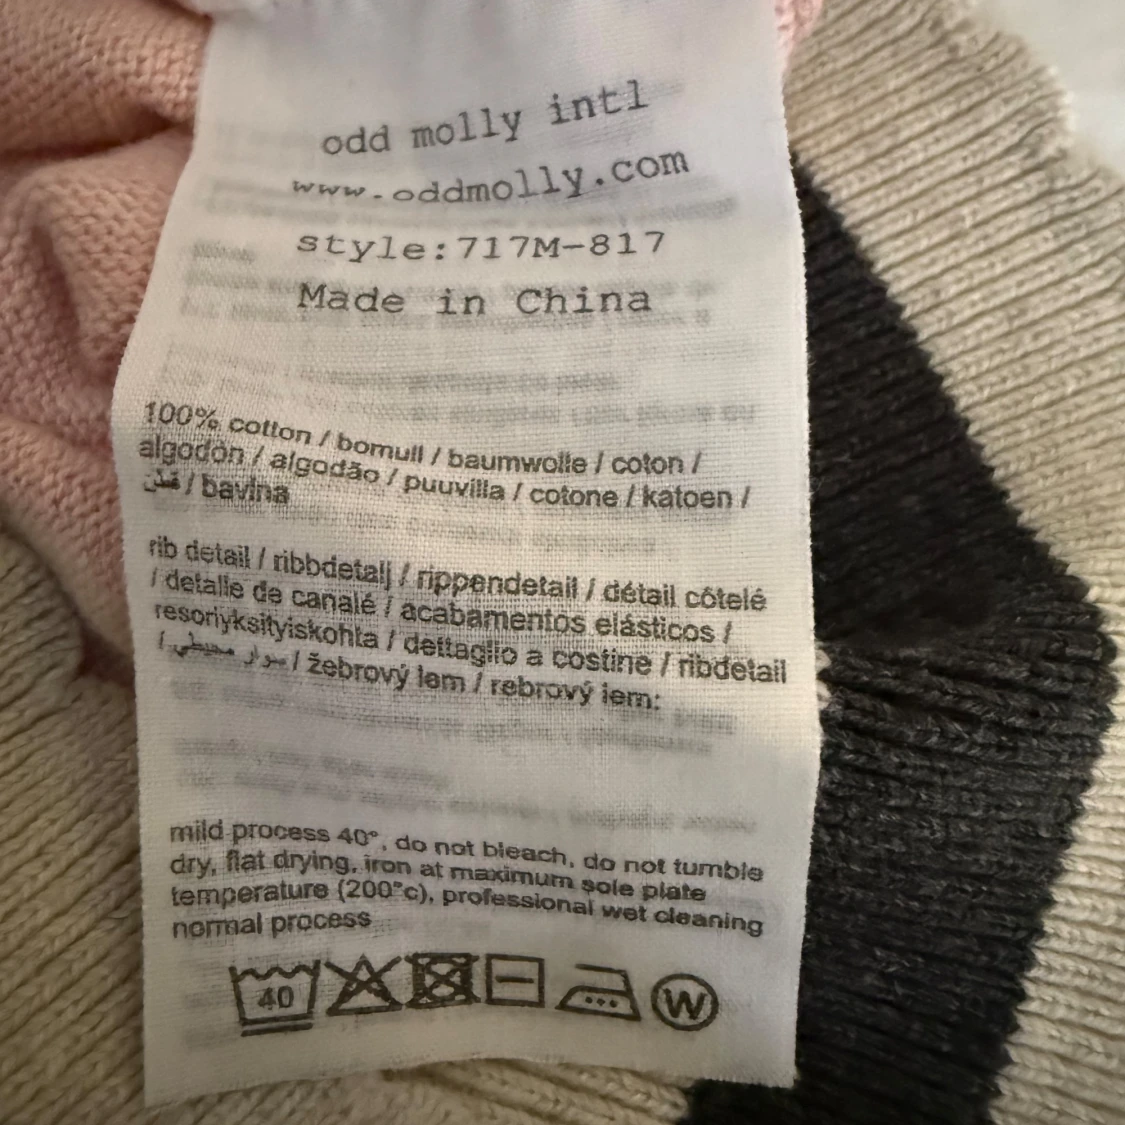 odd molly intl
www.oddmolly.com
style:717M-817
Made in China
100% cotton / bomull / baumwolle / coton /
algodón / algodão / puuvilla / cotone / katoen /
قطن / bavlna
rib detail / ribbdetalj / rippendetail / détail côtelé
/ detalle de canalé / acabamentos elásticos /
resoriyksityiskohta / dettaglio a costine / ribdetail
/ سوار محيطي / žebrový lem / rebrový lem:
mild process 40°, do not bleach, do not tumble
dry, flat drying, iron at maximum sole plate
temperature (200°c), professional wet cleaning
normal process
40 W